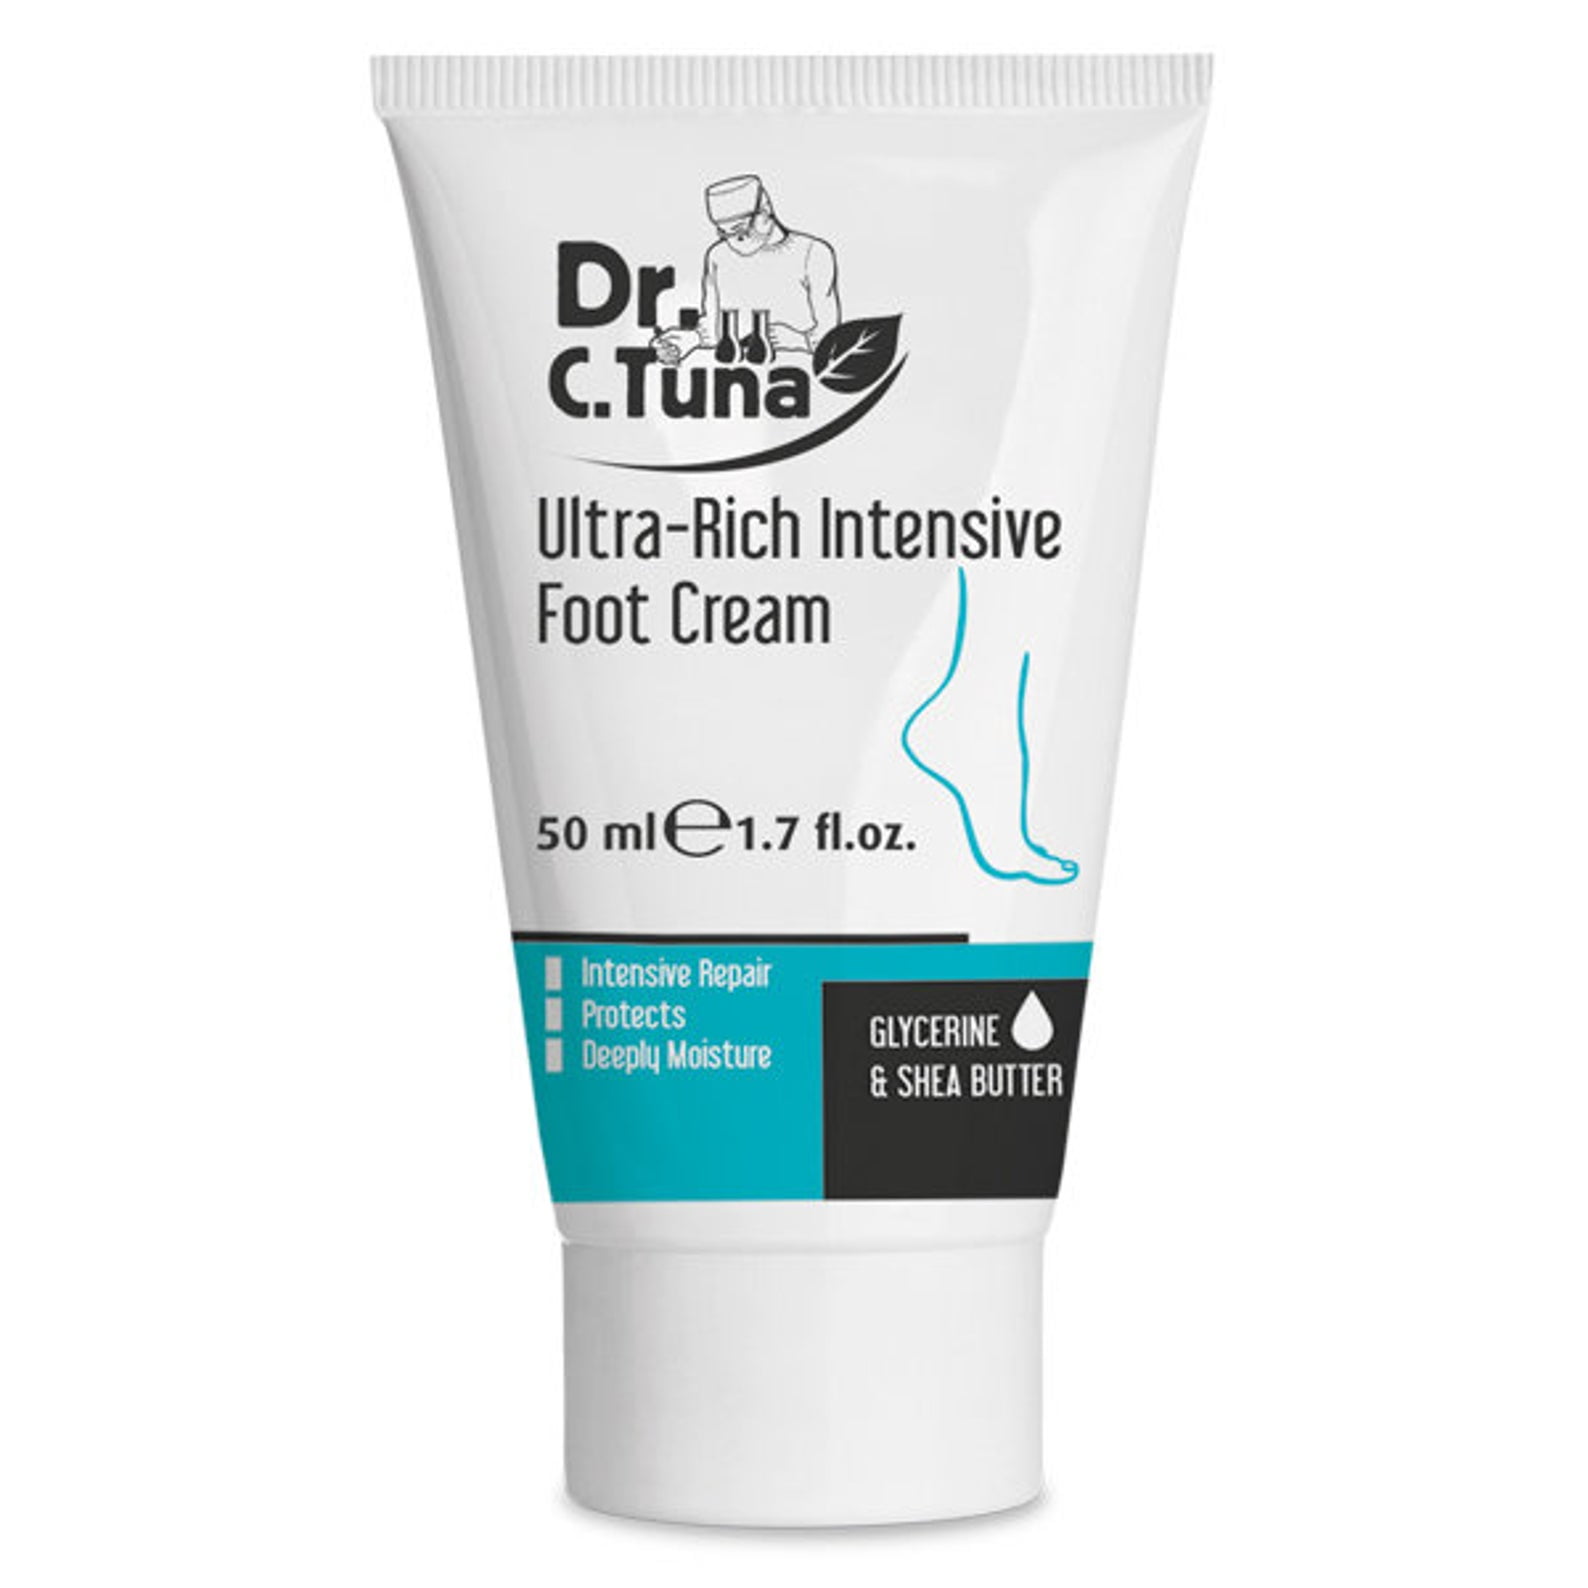 Dr.
C.Tuna
Ultra-Rich Intensive
Foot Cream
50 ml℮1.7 fl.oz.
Intensive Repair
Protects
Deeply Moisture
GLYCERINE
& SHEA BUTTER